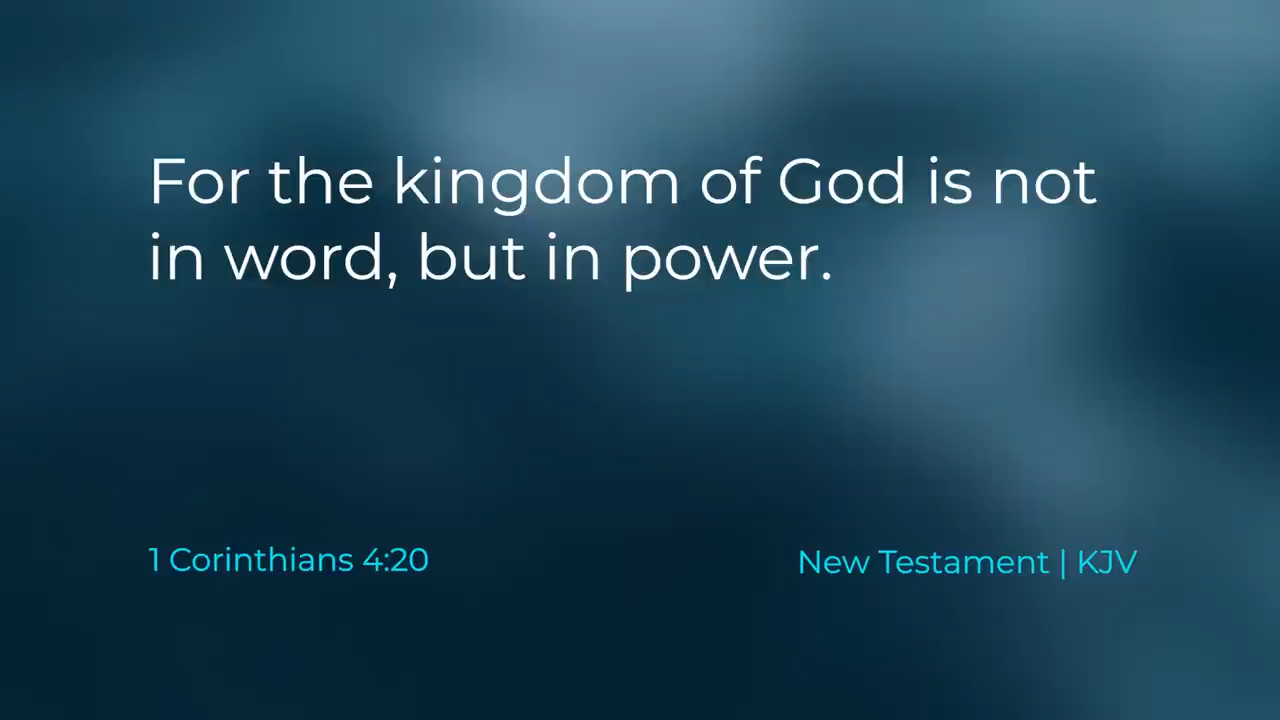 For the kingdom of God is not
in word, but in power.
1 Corinthians 4:20
New Testament | KJV